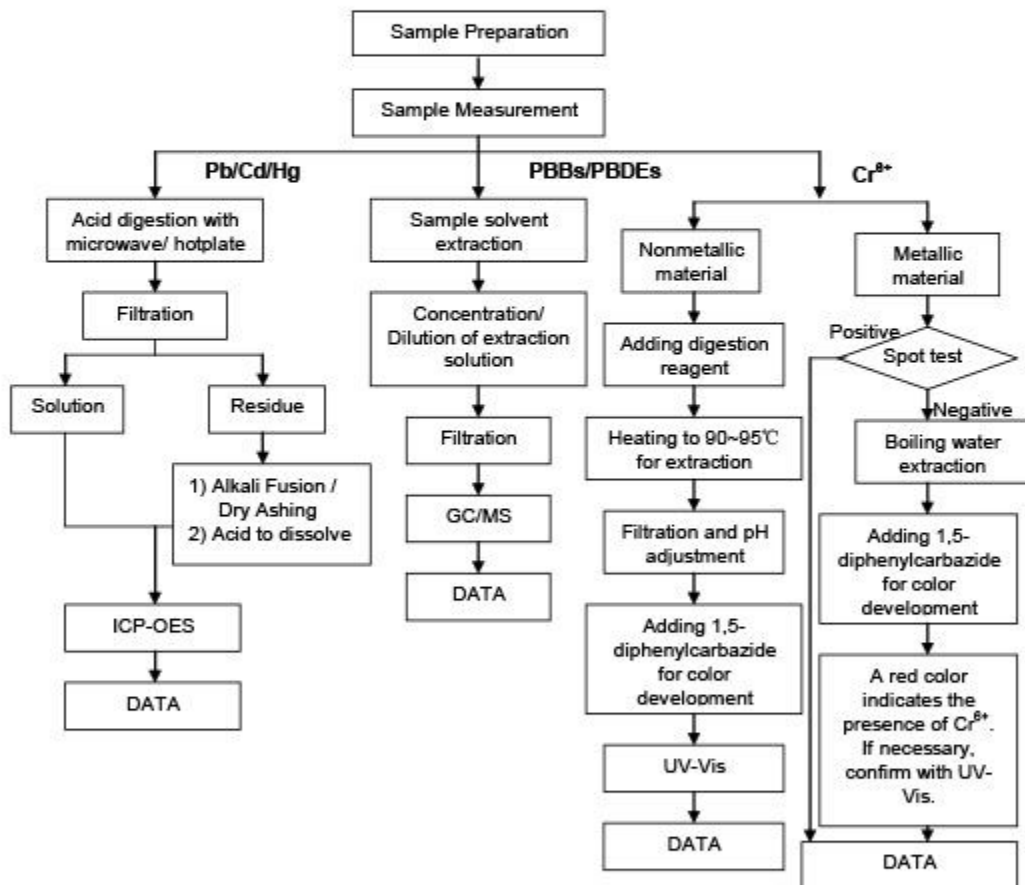 Sample Preparation
Sample Measurement
Pb/Cd/Hg
PBBs/PBDEs
Cr⁶⁺
Acid digestion with
microwave/ hotplate
Filtration
Solution
Residue
1) Alkali Fusion /
Dry Ashing
2) Acid to dissolve
ICP-OES
DATA
Sample solvent
extraction
Concentration/
Dilution of extraction
solution
Filtration
GC/MS
DATA
Nonmetallic
material
Adding digestion
reagent
Heating to 90~95℃
for extraction
Filtration and pH
adjustment
Adding 1,5-
diphenylcarbazide
for color
development
UV-Vis
DATA
Metallic
material
Positive
Spot test
Negative
Boiling water
extraction
Adding 1,5-
diphenylcarbazide
for color
development
A red color
indicates the
presence of Cr⁶⁺.
If necessary,
confirm with UV-
Vis.
DATA